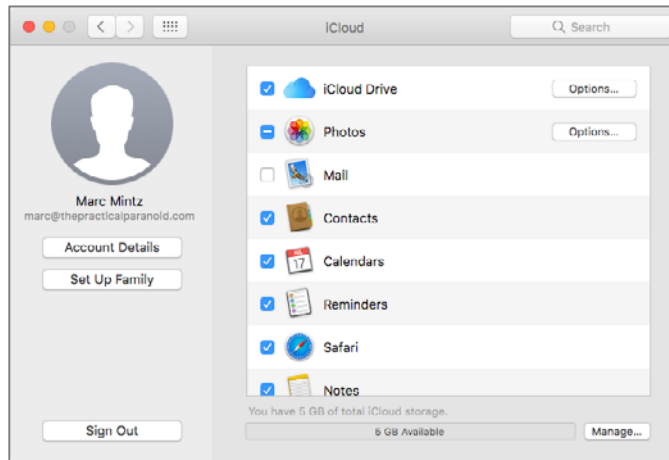 iCloud
Search
iCloud Drive
Options...
Photos
Options...
Mail
Contacts
17
Calendars
Reminders
Safari
Notes
Marc Mintz
marc@thepracticalparanoid.com
Account Details
Set Up Family
Sign Out
You have 5 GB of total iCloud storage.
5 GB Available
Manage...